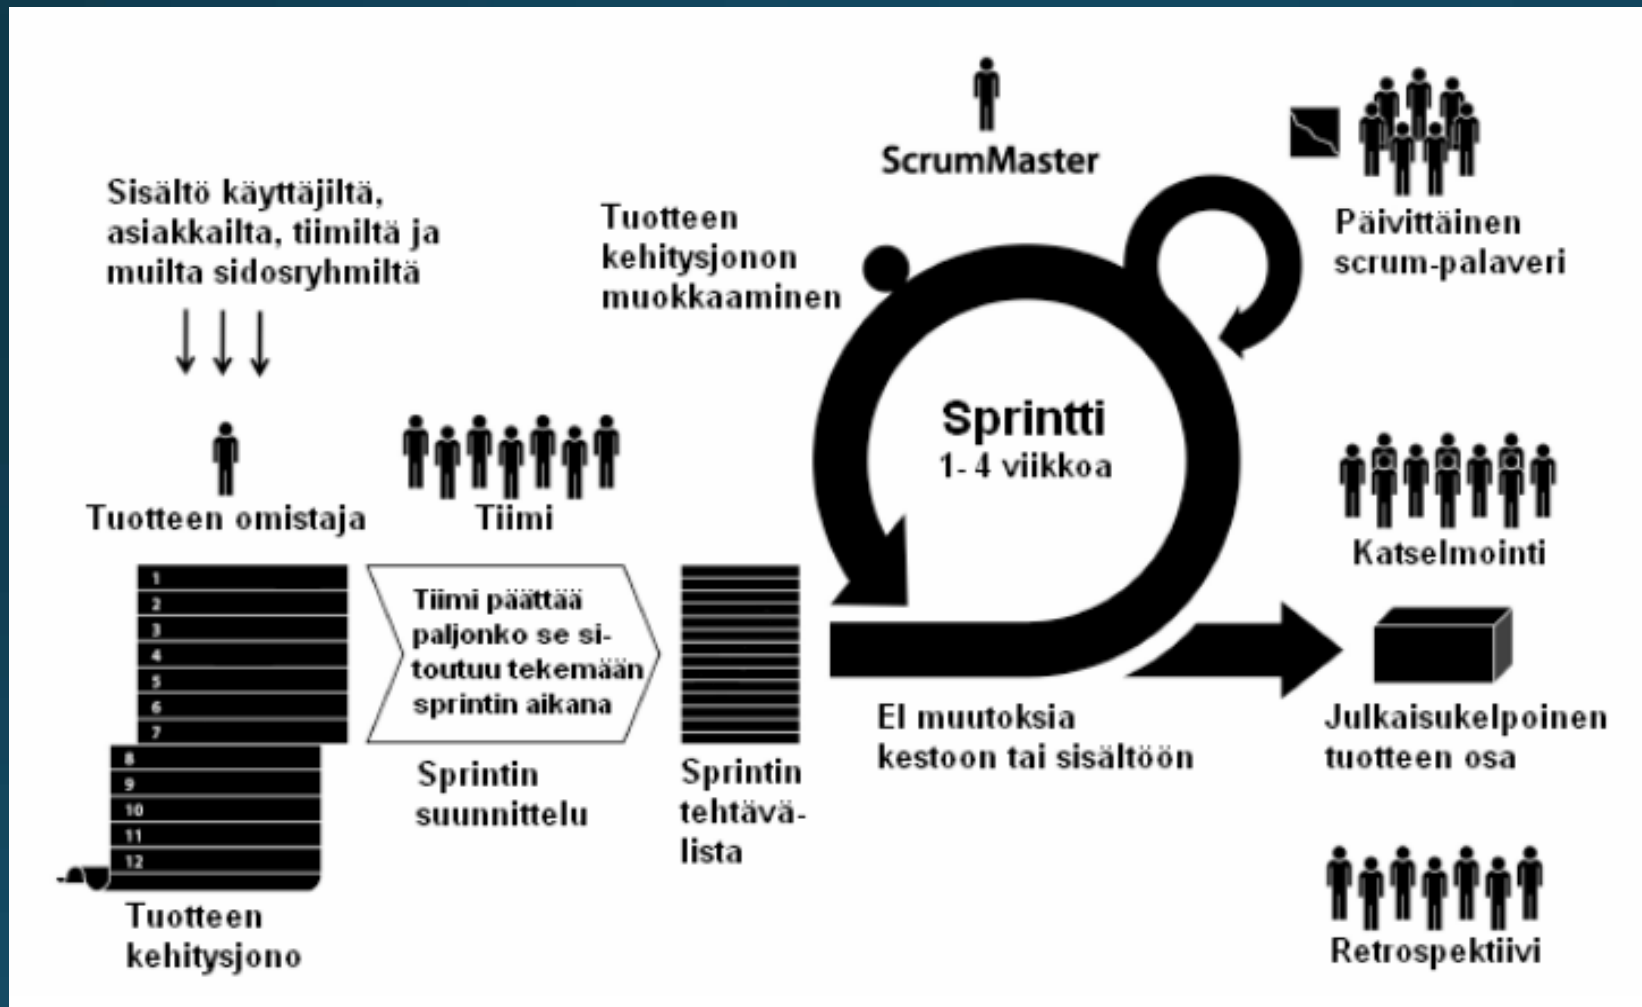 Sisältö käyttäjiltä,
asiakkailta, tiimiltä ja
muilta sidosryhmiltä
Tuotteen omistaja
Tiimi
1
2
3
4
5
6
7
8
9
10
11
12
Tuotteen
kehitysjono
Tiimi päättää
paljonko se si-
toutuu tekemään
sprintin aikana
Sprintin
suunnittelu
Sprintin
tehtävä-
lista
Tuotteen
kehitysjonon
muokkaaminen
ScrumMaster
Päivittäinen
scrum-palaveri
Sprintti
1- 4 viikkoa
EI muutoksia
kestoon tai sisältöön
Katselmointi
Julkaisukelpoinen
tuotteen osa
Retrospektiivi